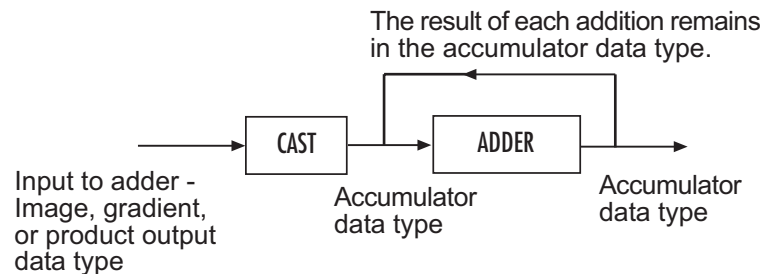 The result of each addition remains
in the accumulator data type.
CAST
ADDER
Input to adder -
Image, gradient,
or product output
data type
Accumulator
data type
Accumulator
data type